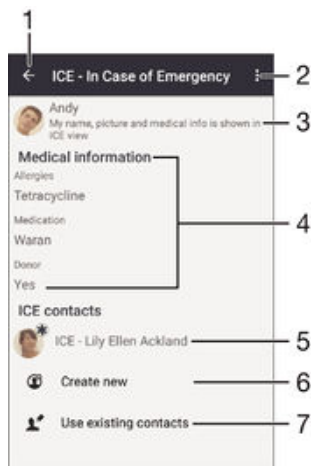 1
ICE - In Case of Emergency
2
Andy
My name, picture and medical info is shown in
ICE view
3
Medical information
Allergies
Tetracycline
Medication
Waran
Donor
Yes
4
ICE contacts
ICE - Lily Ellen Ackland
5
Create new
6
Use existing contacts
7